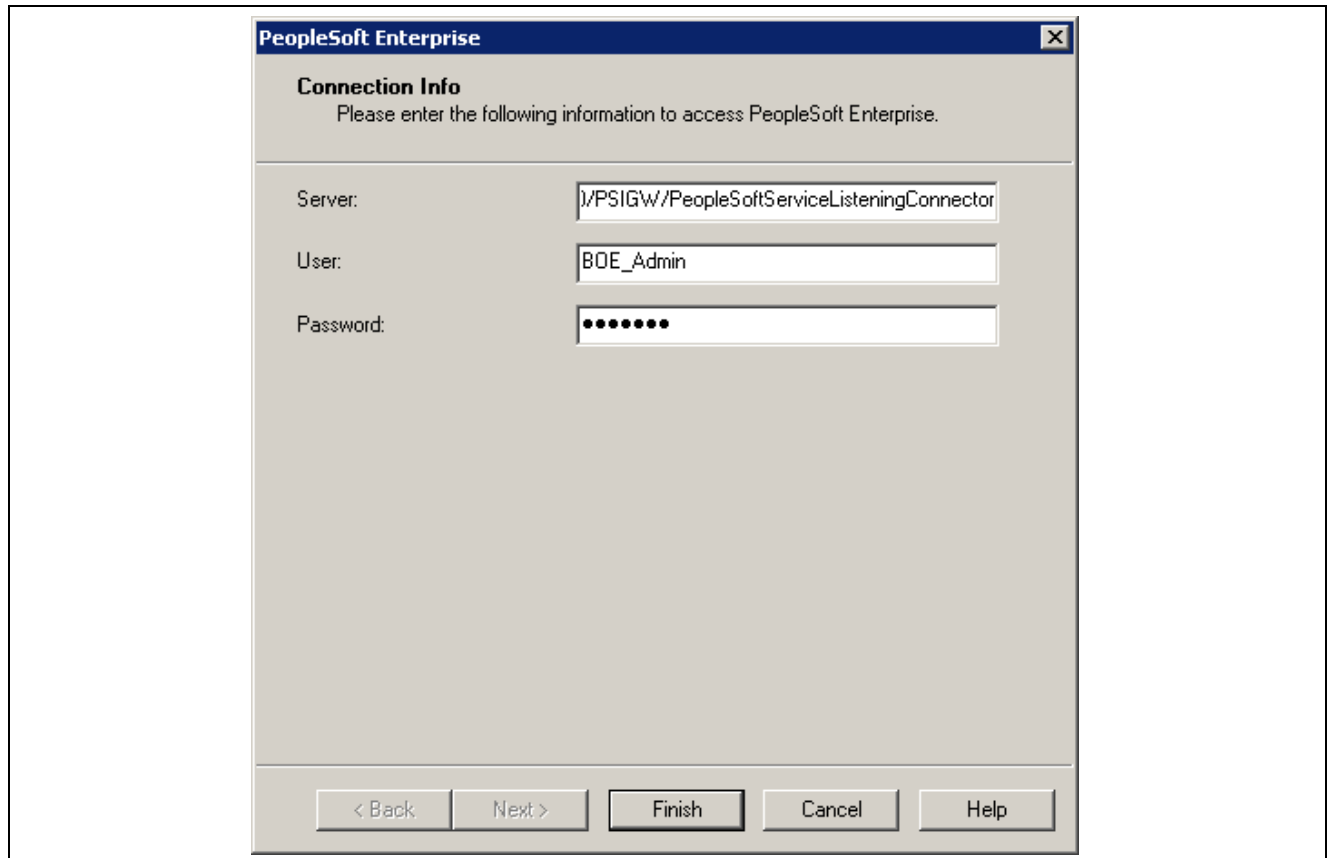 PeopleSoft Enterprise
Connection Info
Please enter the following information to access PeopleSoft Enterprise.
Server: /PSIGW/PeopleSoftServiceListeningConnector
User: BOE_Admin
Password: ●●●●●●●
< Back Next > Finish Cancel Help